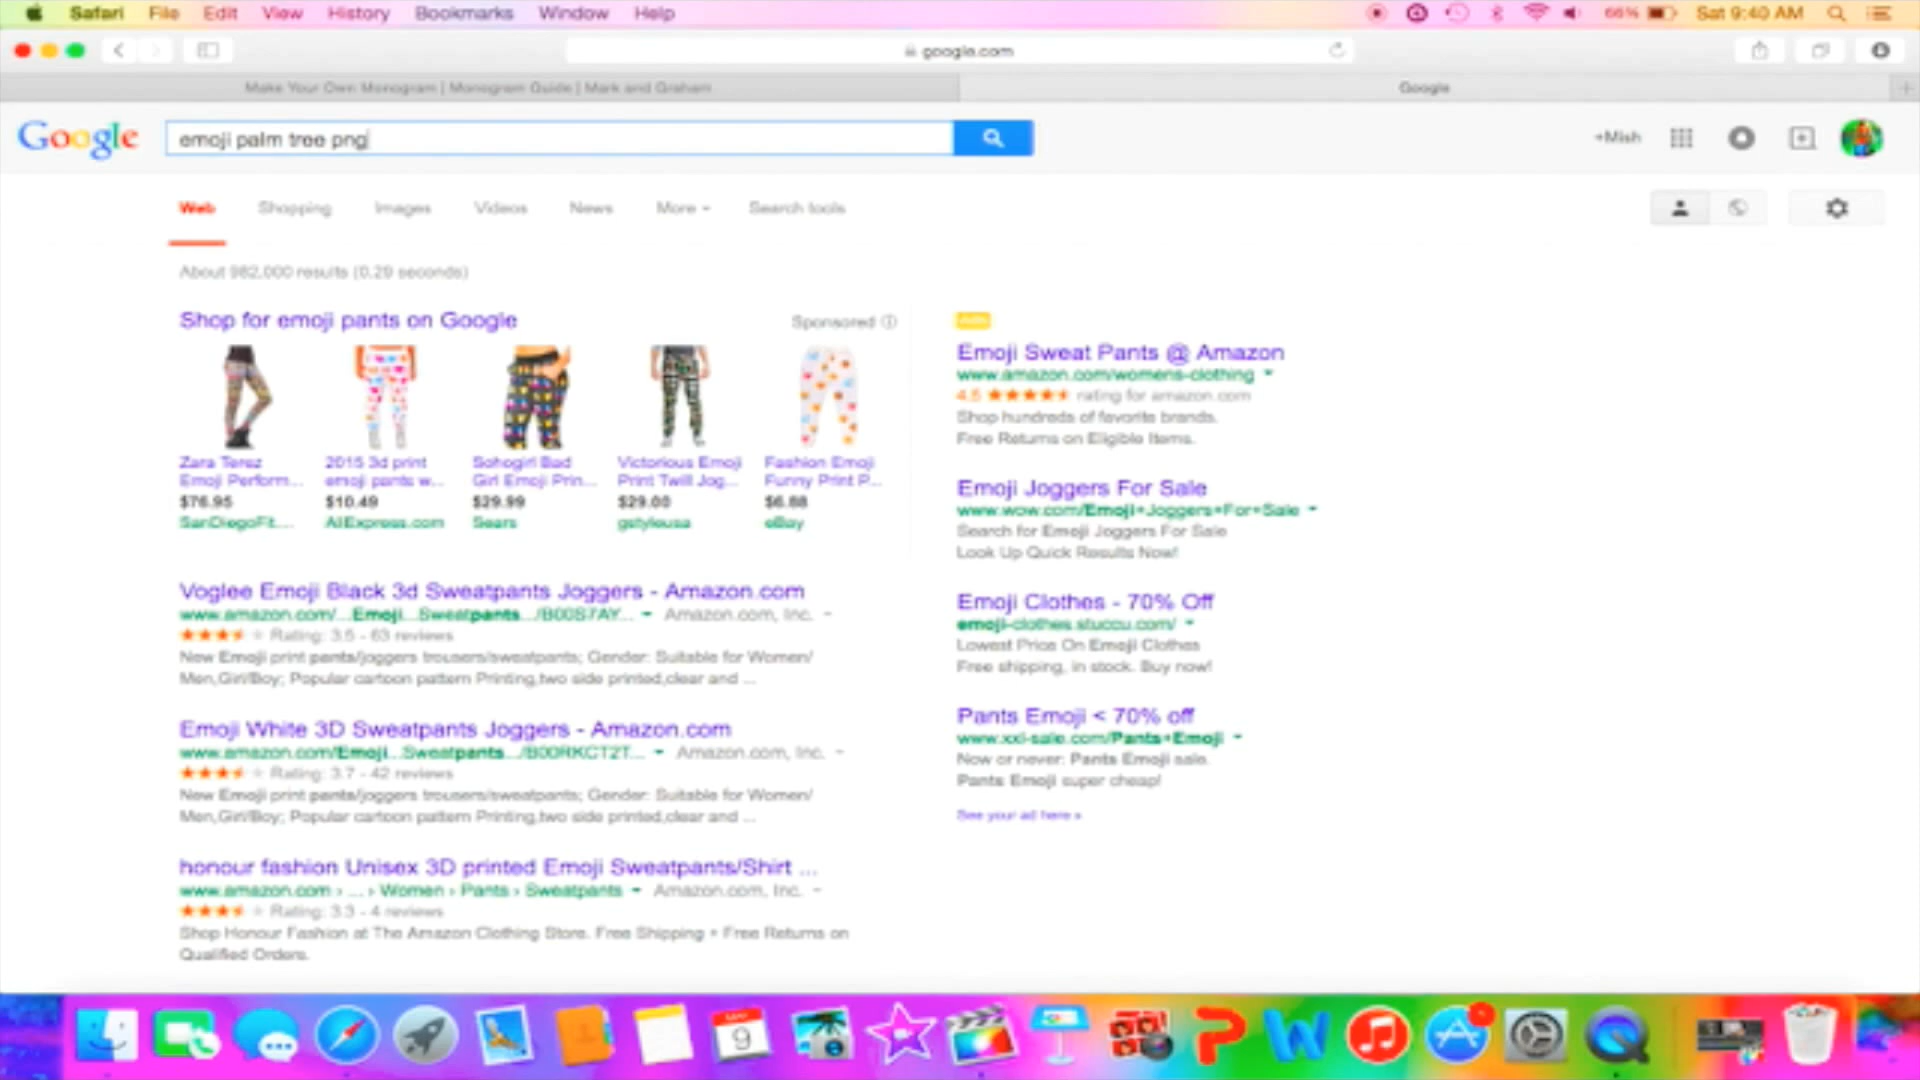 Safari File Edit View History Bookmarks Window Help 66% Sat 9:40 AM
google.com
Make Your Own Monogram | Monogram Guide | Mark and Graham
Google
Google
emoji palm tree png
+Mish
Web Shopping Images Videos News More Search tools
About 982,000 results (0.29 seconds)
Shop for emoji pants on Google
Sponsored
Zara Terez
Emoji Perform...
$76.95
SanDiegoFit....
2015 3d print
emoji pants w...
$10.49
AliExpress.com
Sohogirl Bad
Girl Emoji Prin...
$29.99
Sears
Victorious Emoji
Print Twill Jog...
$29.00
gstyleusa
Fashion Emoji
Funny Print P...
$6.88
eBay
Voglee Emoji Black 3d Sweatpants Joggers - Amazon.com
www.amazon.com/...Emoji...Sweatpants.../B00S7AY... Amazon.com, Inc.
Rating: 3.5 - 63 reviews
New Emoji print pants/joggers trousers/sweatpants; Gender: Suitable for Women/
Men,Girl/Boy; Popular cartoon pattern Printing,two side printed,clear and ...
Emoji White 3D Sweatpants Joggers - Amazon.com
www.amazon.com/Emoji...Sweatpants.../B00RKCT2T... Amazon.com, Inc.
Rating: 3.7 - 42 reviews
New Emoji print pants/joggers trousers/sweatpants; Gender: Suitable for Women/
Men,Girl/Boy; Popular cartoon pattern Printing,two side printed,clear and ...
honour fashion Unisex 3D printed Emoji Sweatpants/Shirt ...
www.amazon.com › ... › Women › Pants › Sweatpants Amazon.com, Inc.
Rating: 3.3 - 4 reviews
Shop Honour Fashion at The Amazon Clothing Store. Free Shipping + Free Returns on
Qualified Orders.
Emoji Sweat Pants @ Amazon
www.amazon.com/womens-clothing
4.5 rating for amazon.com
Shop hundreds of favorite brands.
Free Returns on Eligible Items.
Emoji Joggers For Sale
www.wow.com/Emoji+Joggers+For+Sale
Search for Emoji Joggers For Sale
Look Up Quick Results Now!
Emoji Clothes - 70% Off
emoji-clothes.stuccu.com/
Lowest Price On Emoji Clothes
Free shipping, in stock. Buy now!
Pants Emoji < 70% off
www.xxl-sale.com/Pants+Emoji
Now or never: Pants Emoji sale.
Pants Emoji super cheap!
See your ad here »
9